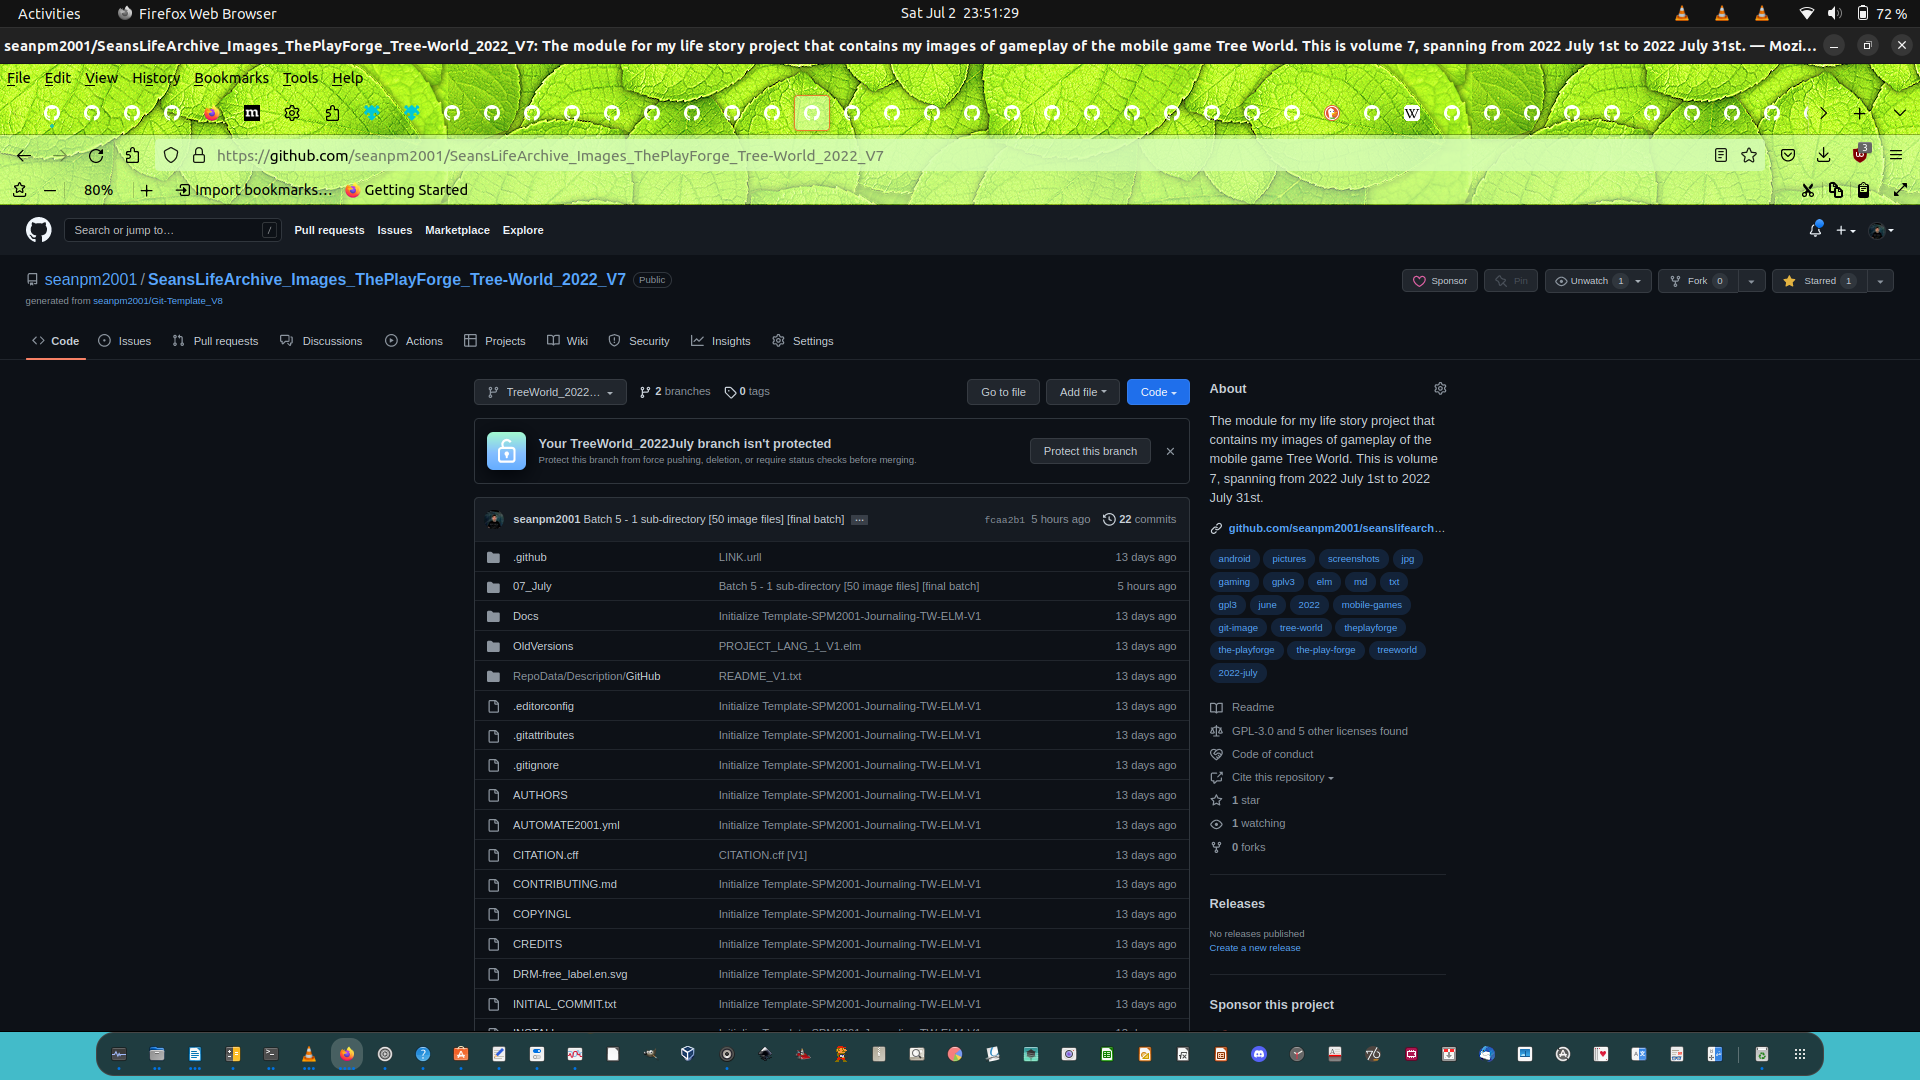 Activities
Firefox Web Browser
Sat Jul 2 23:51:29
72 %
seanpm2001/SeansLifeArchive_Images_ThePlayForge_Tree-World_2022_V7: The module for my life story project that contains my images of gameplay of the mobile game Tree World. This is volume 7, spanning from 2022 July 1st to 2022 July 31st. — Mozi…
File Edit View History Bookmarks Tools Help
https://github.com/seanpm2001/SeansLifeArchive_Images_ThePlayForge_Tree-World_2022_V7
3
80%
Import bookmarks…
Getting Started
Search or jump to…
/
Pull requests Issues Marketplace Explore
seanpm2001 / SeansLifeArchive_Images_ThePlayForge_Tree-World_2022_V7 Public
generated from seanpm2001/Git-Template_V8
Sponsor
Pin
Unwatch 1
Fork 0
Starred 1
Code
Issues
Pull requests
Discussions
Actions
Projects
Wiki
Security
Insights
Settings
TreeWorld_2022…
2 branches
0 tags
Go to file
Add file
Code
Your TreeWorld_2022July branch isn't protected
Protect this branch from force pushing, deletion, or require status checks before merging.
Protect this branch
seanpm2001 Batch 5 - 1 sub-directory [50 image files] [final batch] …
fcaa2b1 5 hours ago
22 commits
.github LINK.urll 13 days ago
07_July Batch 5 - 1 sub-directory [50 image files] [final batch] 5 hours ago
Docs Initialize Template-SPM2001-Journaling-TW-ELM-V1 13 days ago
OldVersions PROJECT_LANG_1_V1.elm 13 days ago
RepoData/Description/GitHub README_V1.txt 13 days ago
.editorconfig Initialize Template-SPM2001-Journaling-TW-ELM-V1 13 days ago
.gitattributes Initialize Template-SPM2001-Journaling-TW-ELM-V1 13 days ago
.gitignore Initialize Template-SPM2001-Journaling-TW-ELM-V1 13 days ago
AUTHORS Initialize Template-SPM2001-Journaling-TW-ELM-V1 13 days ago
AUTOMATE2001.yml Initialize Template-SPM2001-Journaling-TW-ELM-V1 13 days ago
CITATION.cff CITATION.cff [V1] 13 days ago
CONTRIBUTING.md Initialize Template-SPM2001-Journaling-TW-ELM-V1 13 days ago
COPYINGL Initialize Template-SPM2001-Journaling-TW-ELM-V1 13 days ago
CREDITS Initialize Template-SPM2001-Journaling-TW-ELM-V1 13 days ago
DRM-free_label.en.svg Initialize Template-SPM2001-Journaling-TW-ELM-V1 13 days ago
INITIAL_COMMIT.txt Initialize Template-SPM2001-Journaling-TW-ELM-V1 13 days ago
About
The module for my life story project that
contains my images of gameplay of the
mobile game Tree World. This is volume
7, spanning from 2022 July 1st to 2022
July 31st.
github.com/seanpm2001/seanslifearch…
android pictures screenshots jpg
gaming gplv3 elm md txt
gpl3 june 2022 mobile-games
git-image tree-world theplayforge
the-playforge the-play-forge treeworld
2022-july
Readme
GPL-3.0 and 5 other licenses found
Code of conduct
Cite this repository
1 star
1 watching
0 forks
Releases
No releases published
Create a new release
Sponsor this project